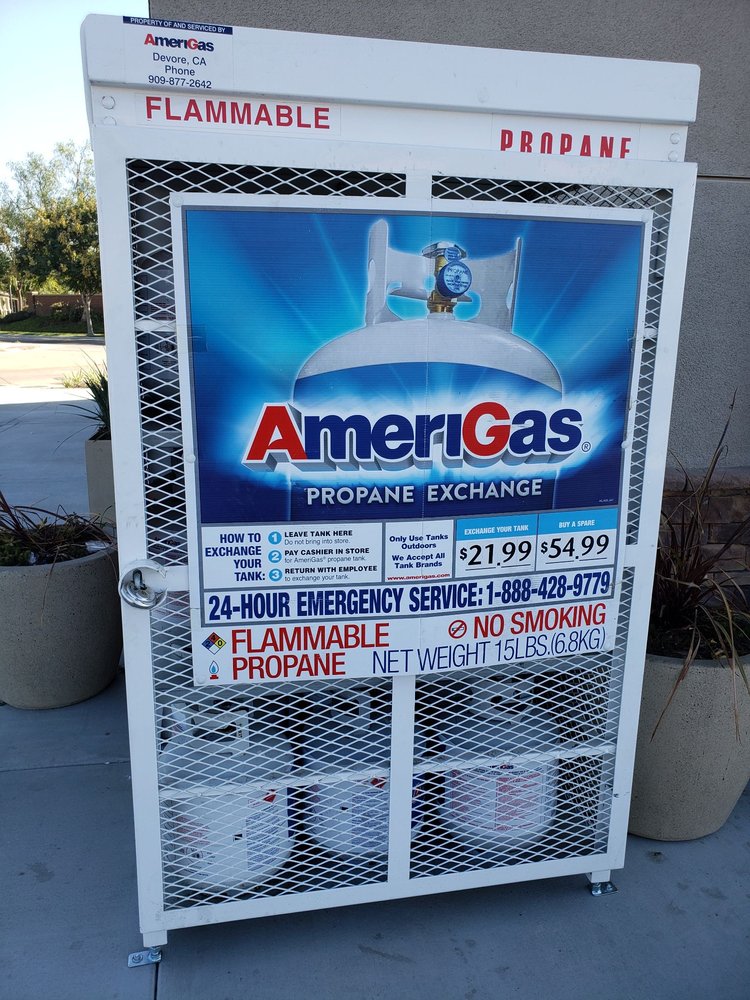 PROPERTY OF AND SERVICED BY
AmeriGas
Devore, CA
Phone
909-877-2642
FLAMMABLE
PROPANE
AmeriGas®
PROPANE EXCHANGE
HOW TO
EXCHANGE
YOUR
TANK:
1 LEAVE TANK HERE
Do not bring into store.
2 PAY CASHIER IN STORE
for AmeriGas® propane tank.
3 RETURN WITH EMPLOYEE
to exchange your tank.
Only Use Tanks
Outdoors
We Accept All
Tank Brands
www.amerigas.com
EXCHANGE YOUR TANK
$21.99
BUY A SPARE
$54.99
24-HOUR EMERGENCY SERVICE: 1-888-428-9779
FLAMMABLE
PROPANE
NO SMOKING
NET WEIGHT 15LBS.(6.8KG)